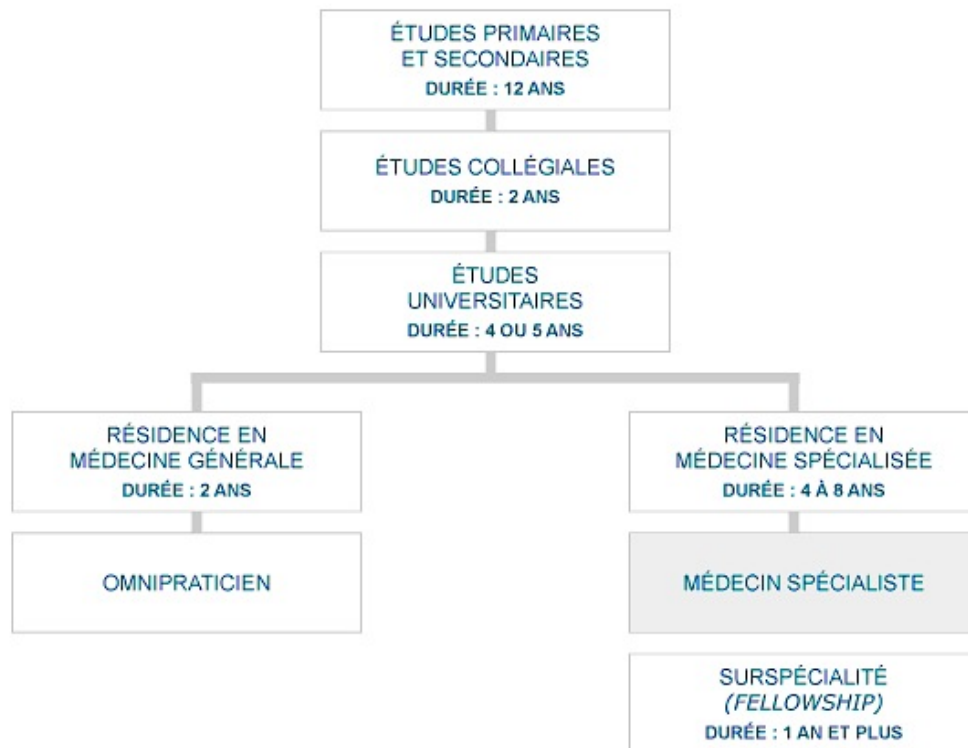 ÉTUDES PRIMAIRES
ET SECONDAIRES
DURÉE : 12 ANS
ÉTUDES COLLÉGIALES
DURÉE : 2 ANS
ÉTUDES
UNIVERSITAIRES
DURÉE : 4 OU 5 ANS
RÉSIDENCE EN
MÉDECINE GÉNÉRALE
DURÉE : 2 ANS
RÉSIDENCE EN
MÉDECINE SPÉCIALISÉE
DURÉE : 4 À 8 ANS
OMNIPRATICIEN
MÉDECIN SPÉCIALISTE
SURSPÉCIALITÉ
(FELLOWSHIP)
DURÉE : 1 AN ET PLUS